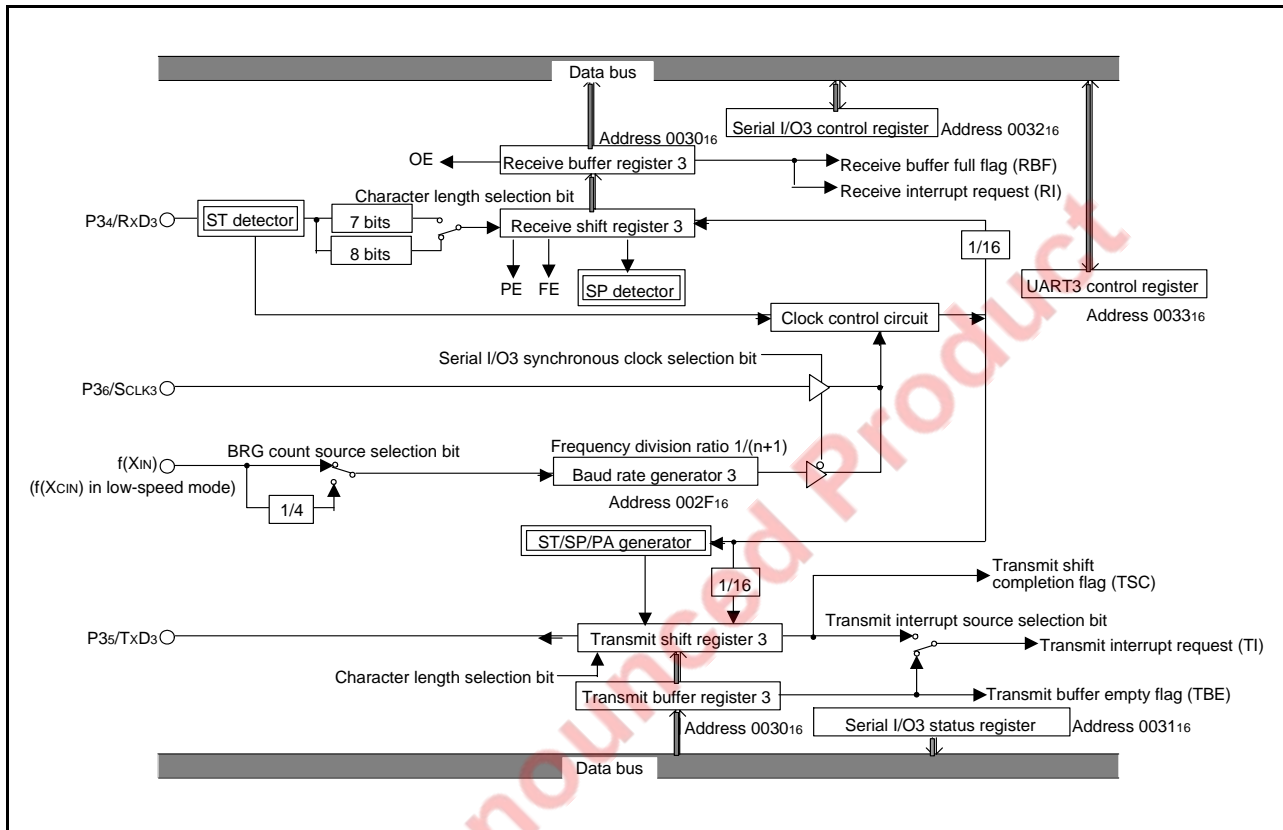 Data bus
Serial I/O3 control register
Address 003216
Address 003016
OE
Receive buffer register 3
Receive buffer full flag (RBF)
Receive interrupt request (RI)
Character length selection bit
P34/RxD3
ST detector
7 bits
8 bits
Receive shift register 3
1/16
PE
FE
SP detector
UART3 control register
Address 003316
Clock control circuit
Serial I/O3 synchronous clock selection bit
P36/SCLK3
BRG count source selection bit
Frequency division ratio 1/(n+1)
f(XIN)
(f(XCIN) in low-speed mode)
1/4
Baud rate generator 3
Address 002F16
ST/SP/PA generator
1/16
Transmit shift
completion flag (TSC)
Transmit interrupt source selection bit
P35/TxD3
Transmit shift register 3
Transmit interrupt request (TI)
Character length selection bit
Transmit buffer register 3
Transmit buffer empty flag (TBE)
Address 003016
Serial I/O3 status register
Address 003116
Data bus
nounced Product